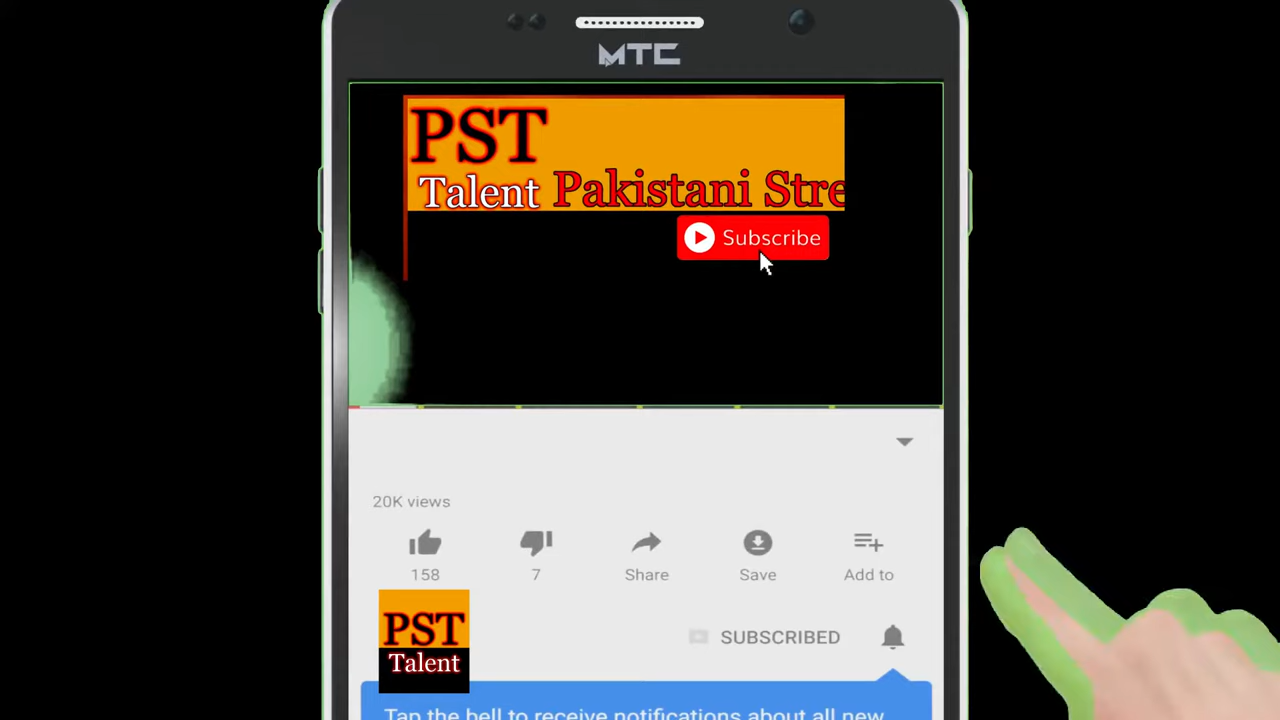 MTC
PST
Talent Pakistani Stre
Subscribe
20K views
158 7 Share Save Add to
PST
Talent
SUBSCRIBED
Tap the bell to receive notifications about all new